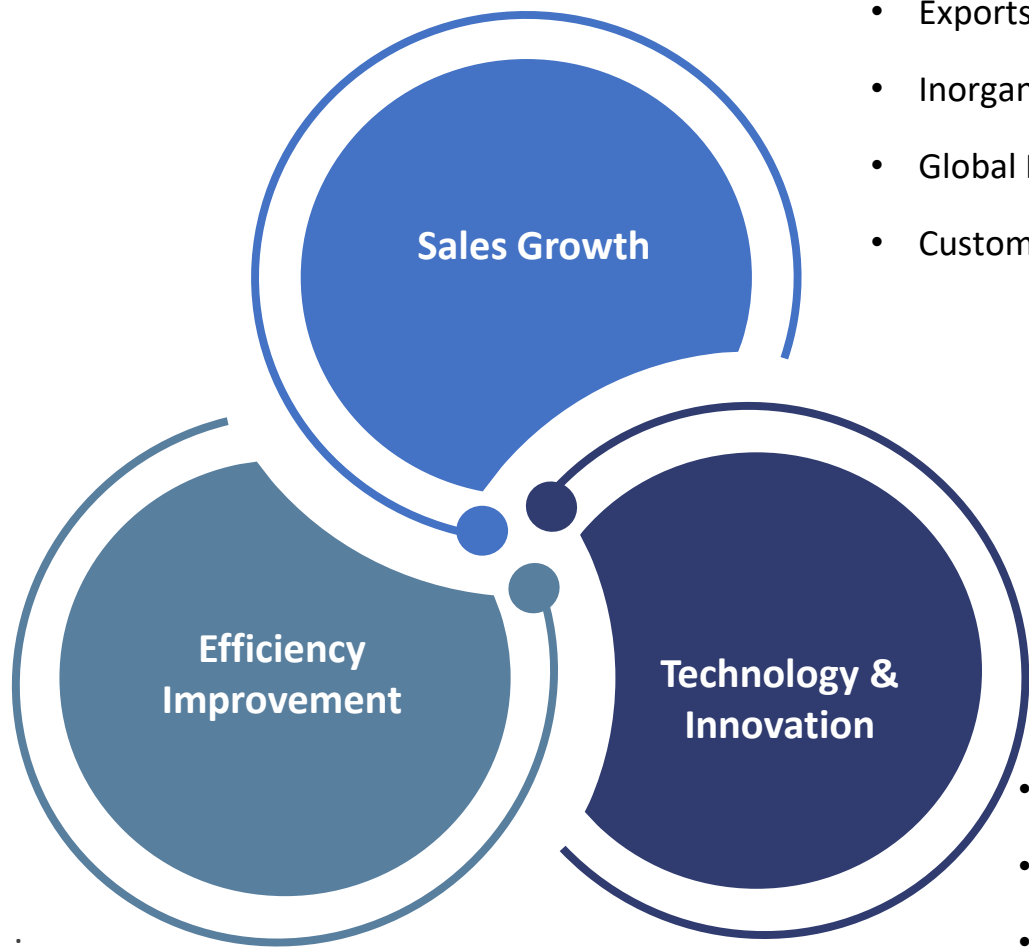 • Exports
• Inorgan
• Global
• Custom
Sales Growth
Efficiency
Improvement
Technology &
Innovation
•
•
•